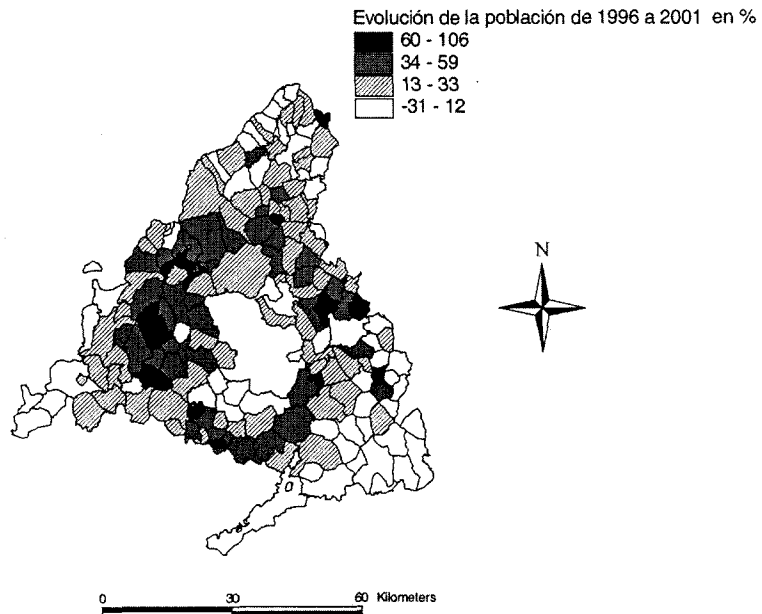 Evolución de la población de 1996 a 2001 en %
60 - 106
34 - 59
13 - 33
-31 - 12
N
0 30 60 Kilometers